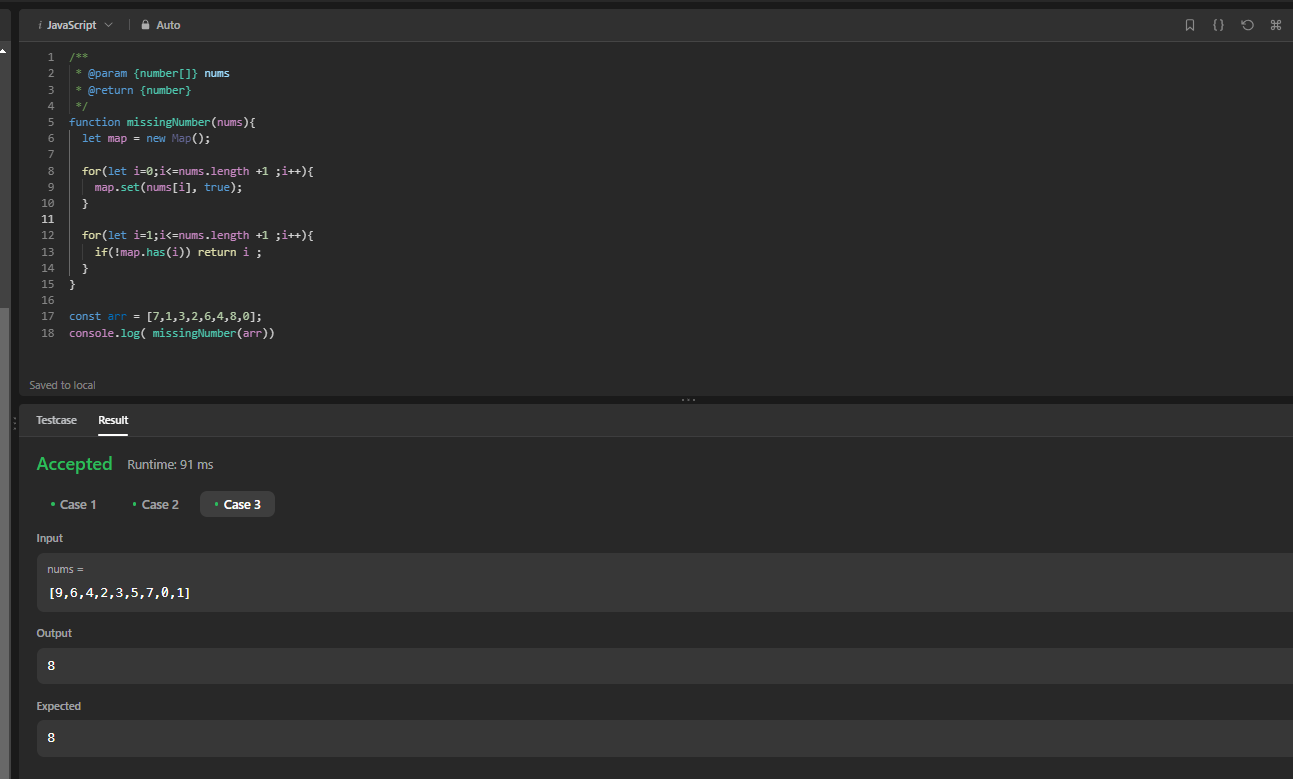 i JavaScript Auto {} ⌘
1 /**
2  * @param {number[]} nums
3  * @return {number}
4  */
5 function missingNumber(nums){
6   let map = new Map();
7
8   for(let i=0;i<=nums.length +1 ;i++){
9     map.set(nums[i], true);
10   }
11
12   for(let i=1;i<=nums.length +1 ;i++){
13     if(!map.has(i)) return i ;
14   }
15 }
16
17 const arr = [7,1,3,2,6,4,8,0];
18 console.log( missingNumber(arr))
Saved to local
Testcase Result
Accepted Runtime: 91 ms
• Case 1 • Case 2 • Case 3
Input
nums =
[9,6,4,2,3,5,7,0,1]
Output
8
Expected
8